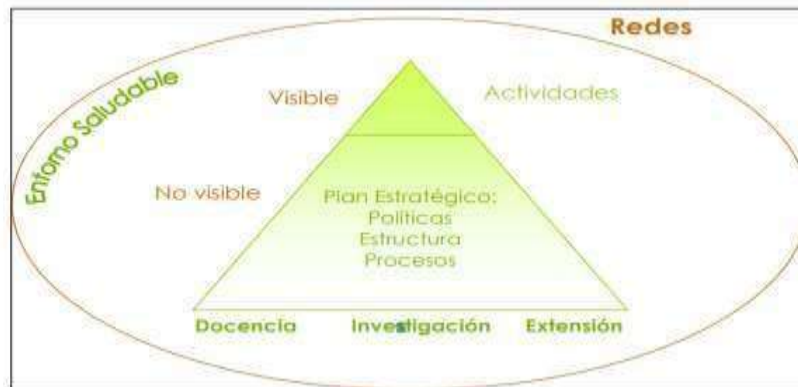 Redes
Entorno Saludable
Visible
Actividades
No visible
Plan Estratégico:
Políticas
Estructura
Procesos
Docencia Investigación Extensión